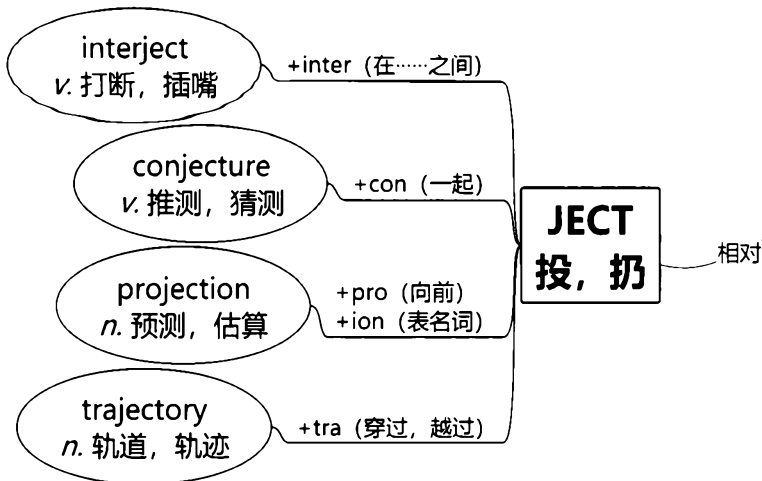 interject
v. 打断，插嘴
+inter（在……之间）
conjecture
v. 推测，猜测
+con（一起）
JECT
投，扔
相对
projection
n. 预测，估算
+pro（向前）
+ion（表名词）
trajectory
n. 轨道，轨迹
+tra（穿过，越过）